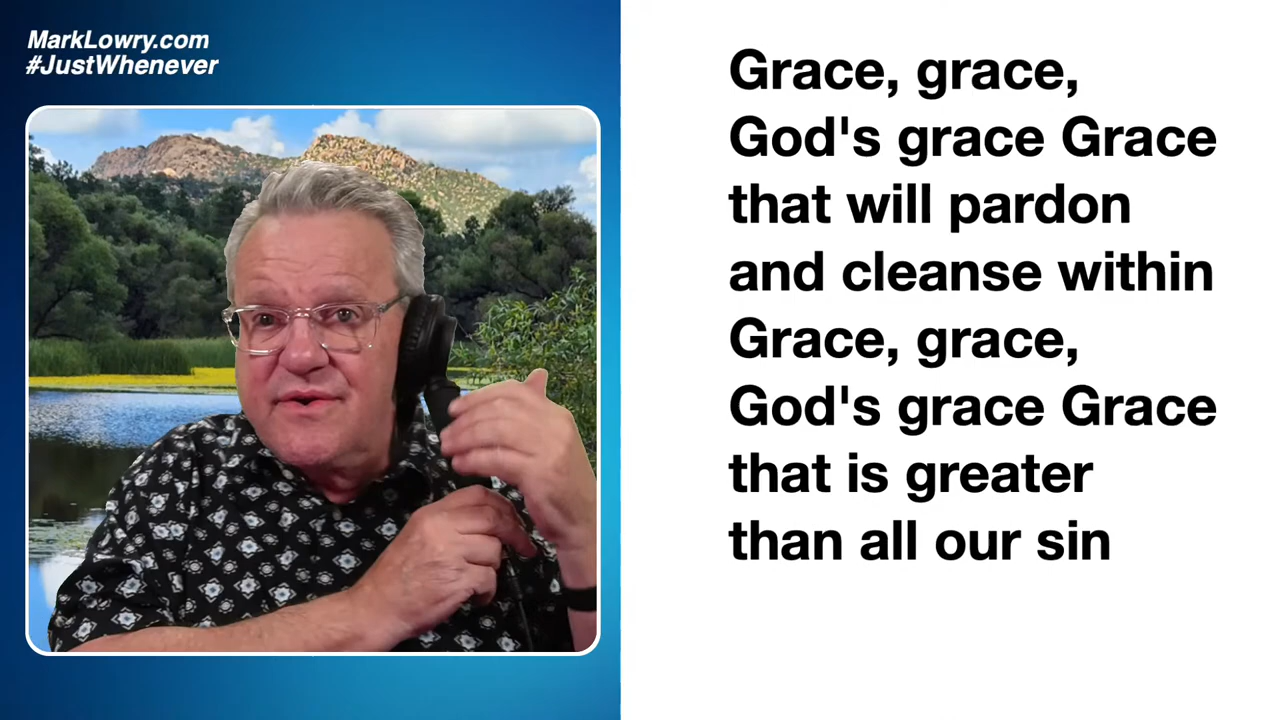 MarkLowry.com
#JustWhenever
Grace, grace,
God's grace Grace
that will pardon
and cleanse within
Grace, grace,
God's grace Grace
that is greater
than all our sin